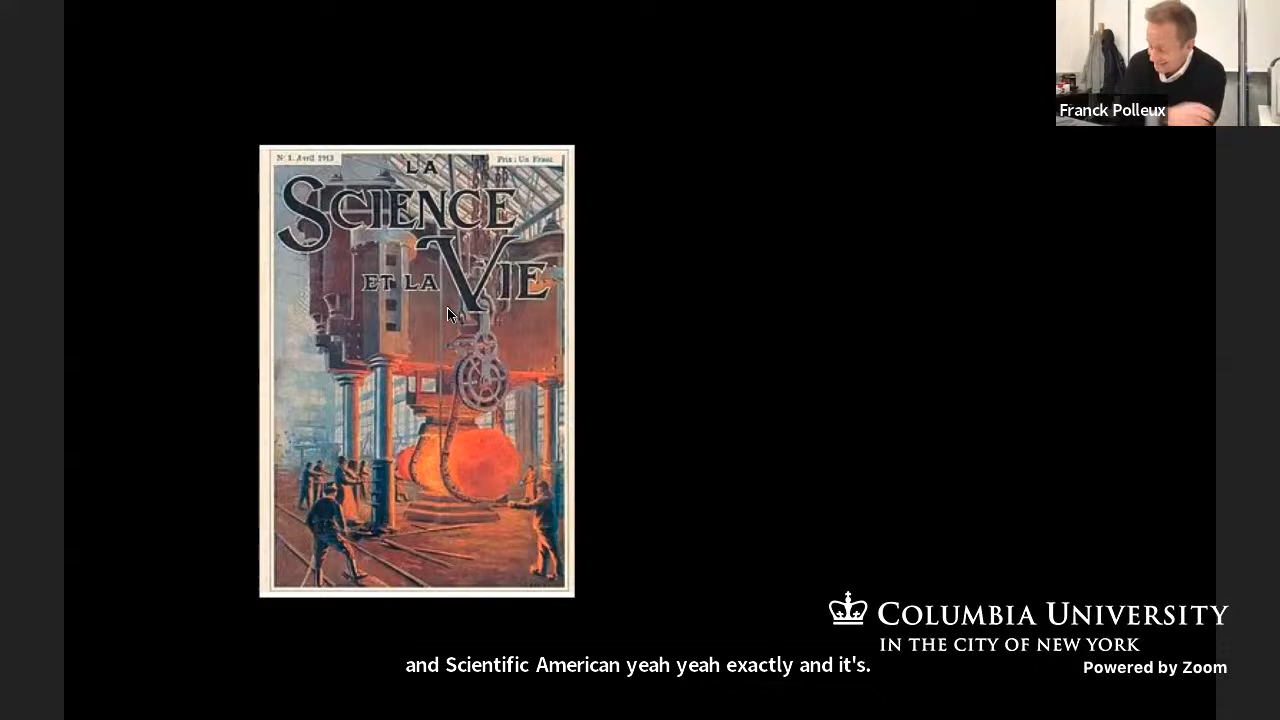 Franck Polleux
Nº 1. Avril 1913
Prix : Un Franc
LA
SCIENCE
ET LA VIE
COLUMBIA UNIVERSITY
IN THE CITY OF NEW YORK
and Scientific American yeah yeah exactly and it's.
Powered by Zoom